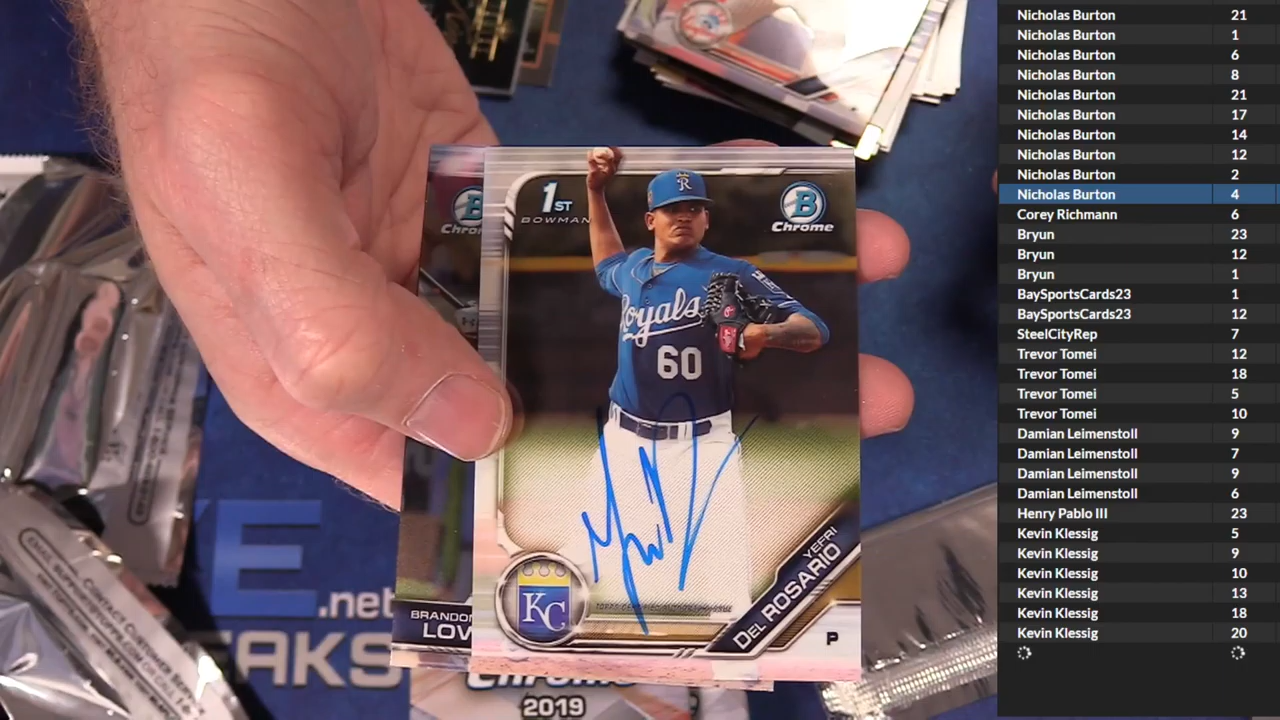 1ST
BOWMAN
B
Chrome
B
Chrome
R
Royals
60
YEFRI
DEL ROSARIO
P
KC
BRANDON
LOV
E
.net
EAKS
Chrome
2019
Nicholas Burton 21
Nicholas Burton 1
Nicholas Burton 6
Nicholas Burton 8
Nicholas Burton 21
Nicholas Burton 17
Nicholas Burton 14
Nicholas Burton 12
Nicholas Burton 2
Nicholas Burton 4
Corey Richmann 6
Bryun 23
Bryun 12
Bryun 1
BaySportsCards23 1
BaySportsCards23 12
SteelCityRep 7
Trevor Tomei 12
Trevor Tomei 18
Trevor Tomei 5
Trevor Tomei 10
Damian Leimenstoll 9
Damian Leimenstoll 7
Damian Leimenstoll 9
Damian Leimenstoll 6
Henry Pablo III 23
Kevin Klessig 5
Kevin Klessig 9
Kevin Klessig 10
Kevin Klessig 13
Kevin Klessig 18
Kevin Klessig 20